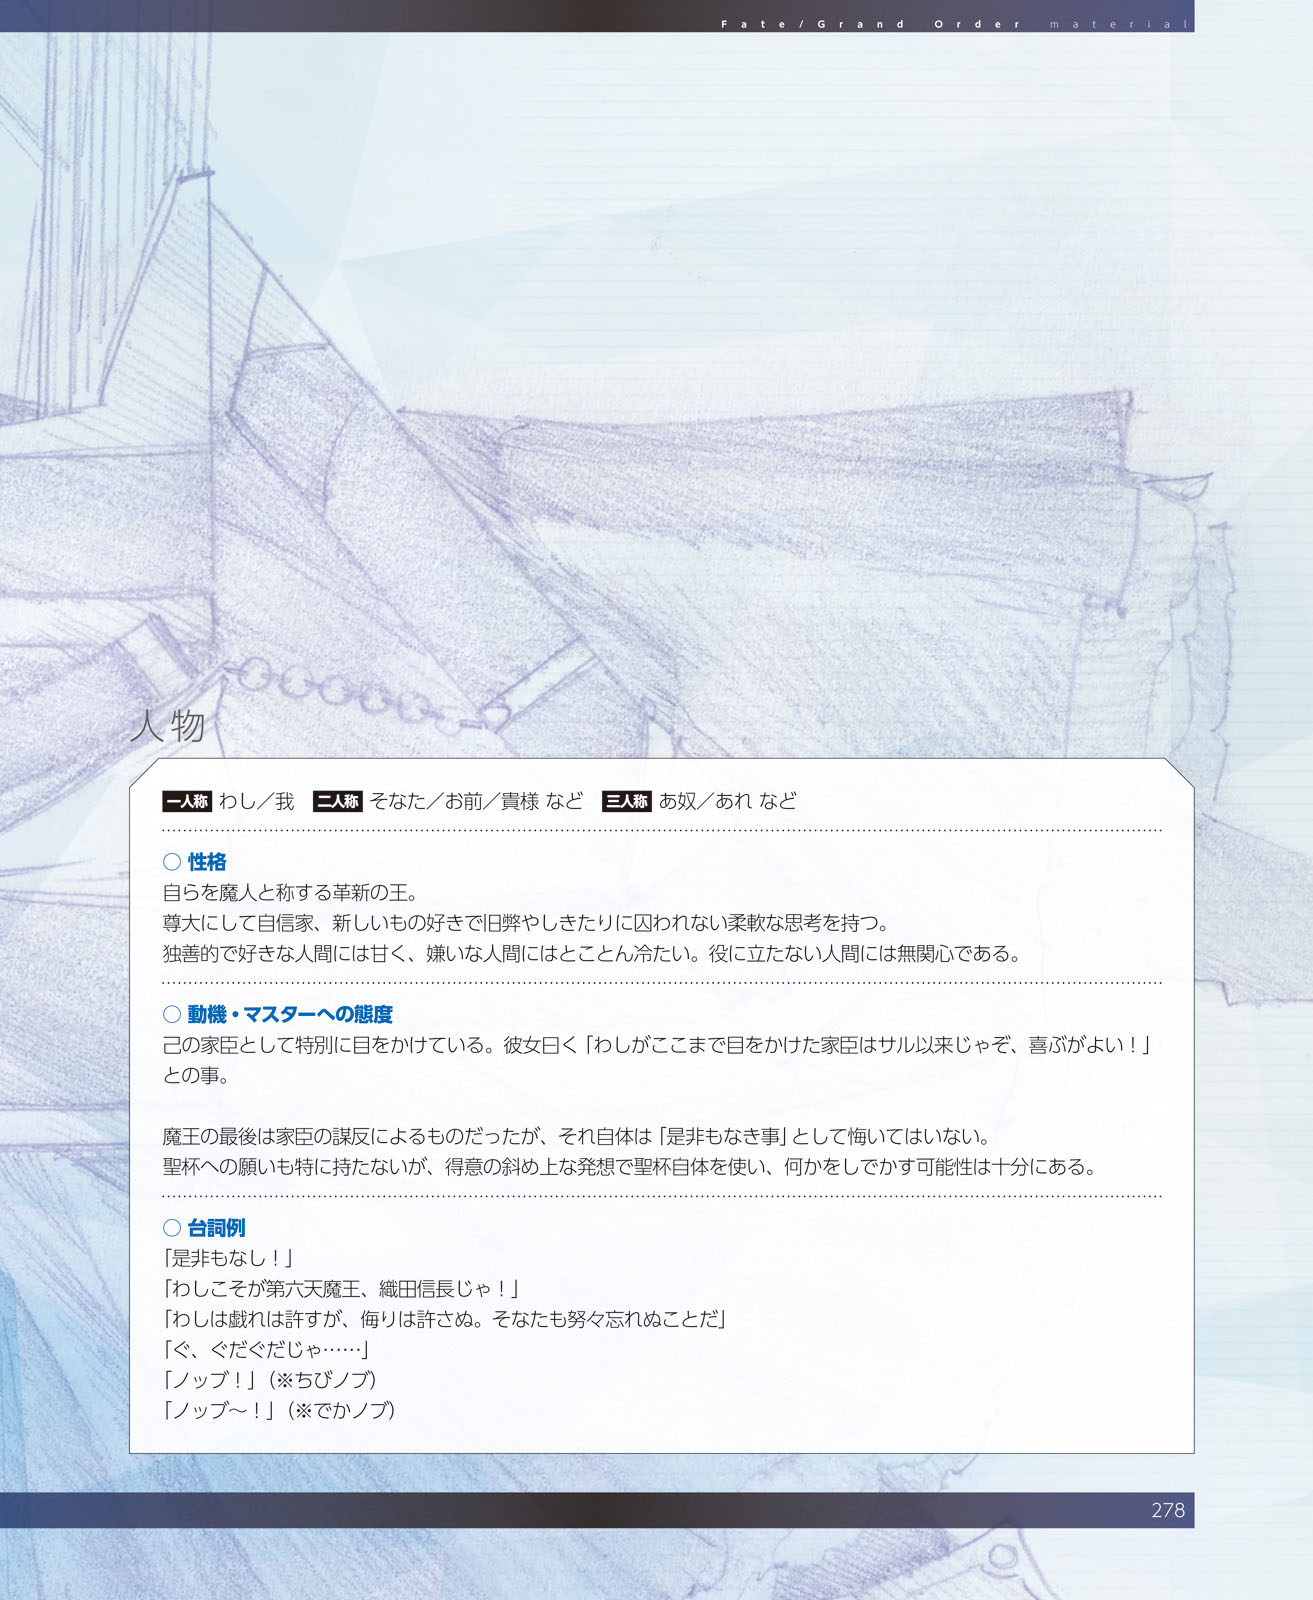 Fate/Grand Order material
人物
一人称 わし／我 二人称 そなた／お前／貴様 など 三人称 あ奴／あれ など
○ 性格
自らを魔人と称する革新の王。
尊大にして自信家、新しいもの好きで旧弊やしきたりに囚われない柔軟な思考を持つ。
独善的で好きな人間には甘く、嫌いな人間にはとことん冷たい。役に立たない人間には無関心である。
○ 動機・マスターへの態度
己の家臣として特別に目をかけている。彼女曰く「わしがここまで目をかけた家臣はサル以来じゃぞ、喜ぶがよい！」
との事。
魔王の最後は家臣の謀反によるものだったが、それ自体は「是非もなき事」として悔いてはいない。
聖杯への願いも特に持たないが、得意の斜め上な発想で聖杯自体を使い、何かをしでかす可能性は十分にある。
○ 台詞例
「是非もなし！」
「わしこそが第六天魔王、織田信長じゃ！」
「わしは戯れは許すが、侮りは許さぬ。そなたも努々忘れぬことだ」
「ぐ、ぐだぐだじゃ……」
「ノッブ！」（※ちびノブ）
「ノッブ〜！」（※でかノブ）
278